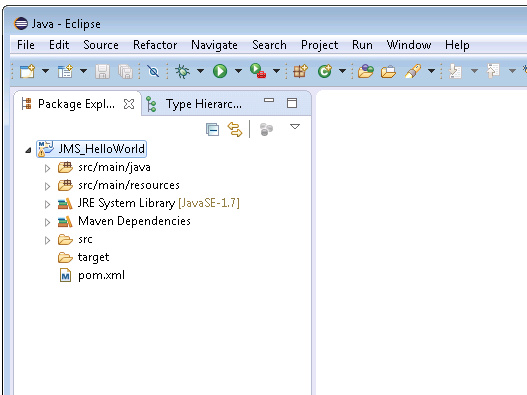 Java - Eclipse
File Edit Source Refactor Navigate Search Project Run Window Help
Package Expl... Type Hierarc...
JMS_HelloWorld
src/main/java
src/main/resources
JRE System Library [JavaSE-1.7]
Maven Dependencies
src
target
pom.xml